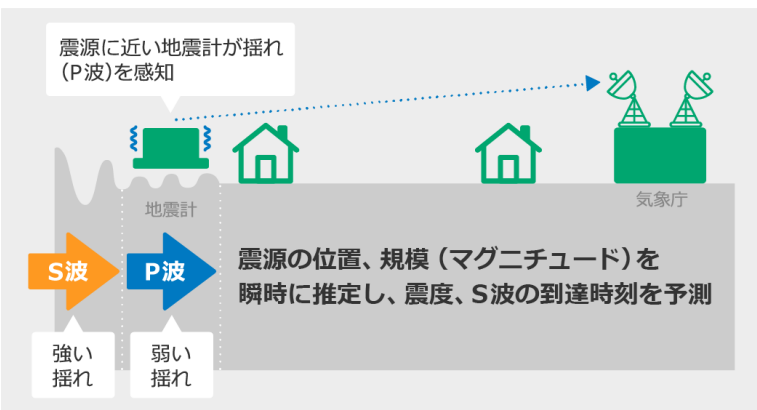 震源に近い地震計が揺れ
（P波）を感知
地震計
気象庁
S波
P波
震源の位置、規模（マグニチュード）を
瞬時に推定し、震度、S波の到達時刻を予測
強い
揺れ
弱い
揺れ